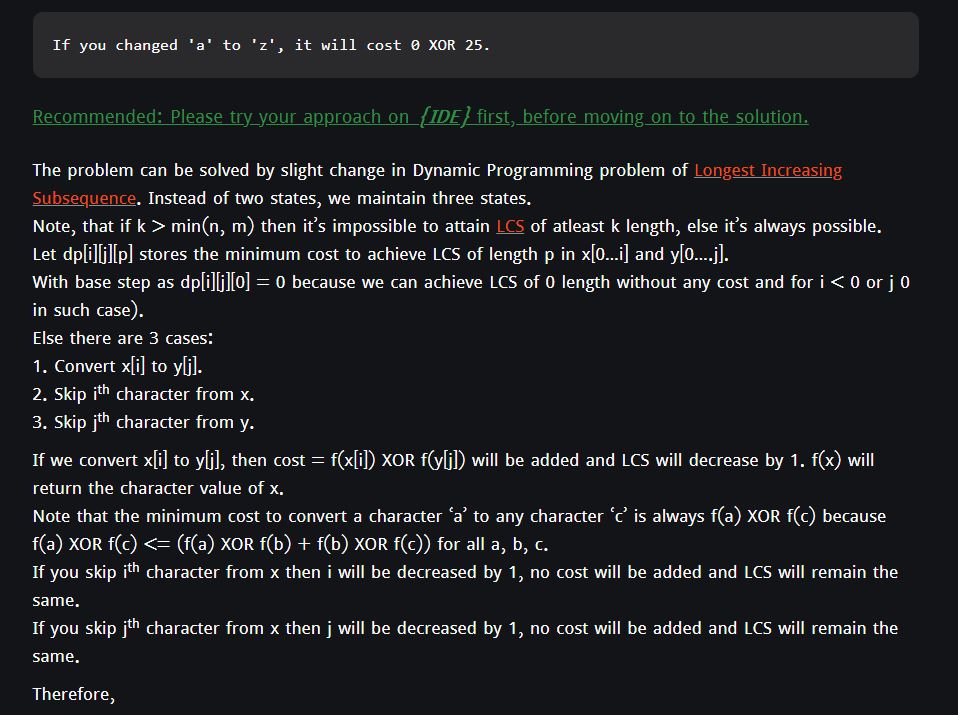 If you changed 'a' to 'z', it will cost 0 XOR 25.
Recommended: Please try your approach on {IDE} first, before moving on to the solution.
The problem can be solved by slight change in Dynamic Programming problem of Longest Increasing
Subsequence. Instead of two states, we maintain three states.
Note, that if k > min(n, m) then it’s impossible to attain LCS of atleast k length, else it’s always possible.
Let dp[i][j][p] stores the minimum cost to achieve LCS of length p in x[0…i] and y[0….j].
With base step as dp[i][j][0] = 0 because we can achieve LCS of 0 length without any cost and for i < 0 or j 0
in such case).
Else there are 3 cases:
1. Convert x[i] to y[j].
2. Skip ith character from x.
3. Skip jth character from y.
If we convert x[i] to y[j], then cost = f(x[i]) XOR f(y[j]) will be added and LCS will decrease by 1. f(x) will
return the character value of x.
Note that the minimum cost to convert a character ‘a’ to any character ‘c’ is always f(a) XOR f(c) because
f(a) XOR f(c) <= (f(a) XOR f(b) + f(b) XOR f(c)) for all a, b, c.
If you skip ith character from x then i will be decreased by 1, no cost will be added and LCS will remain the
same.
If you skip jth character from x then j will be decreased by 1, no cost will be added and LCS will remain the
same.
Therefore,